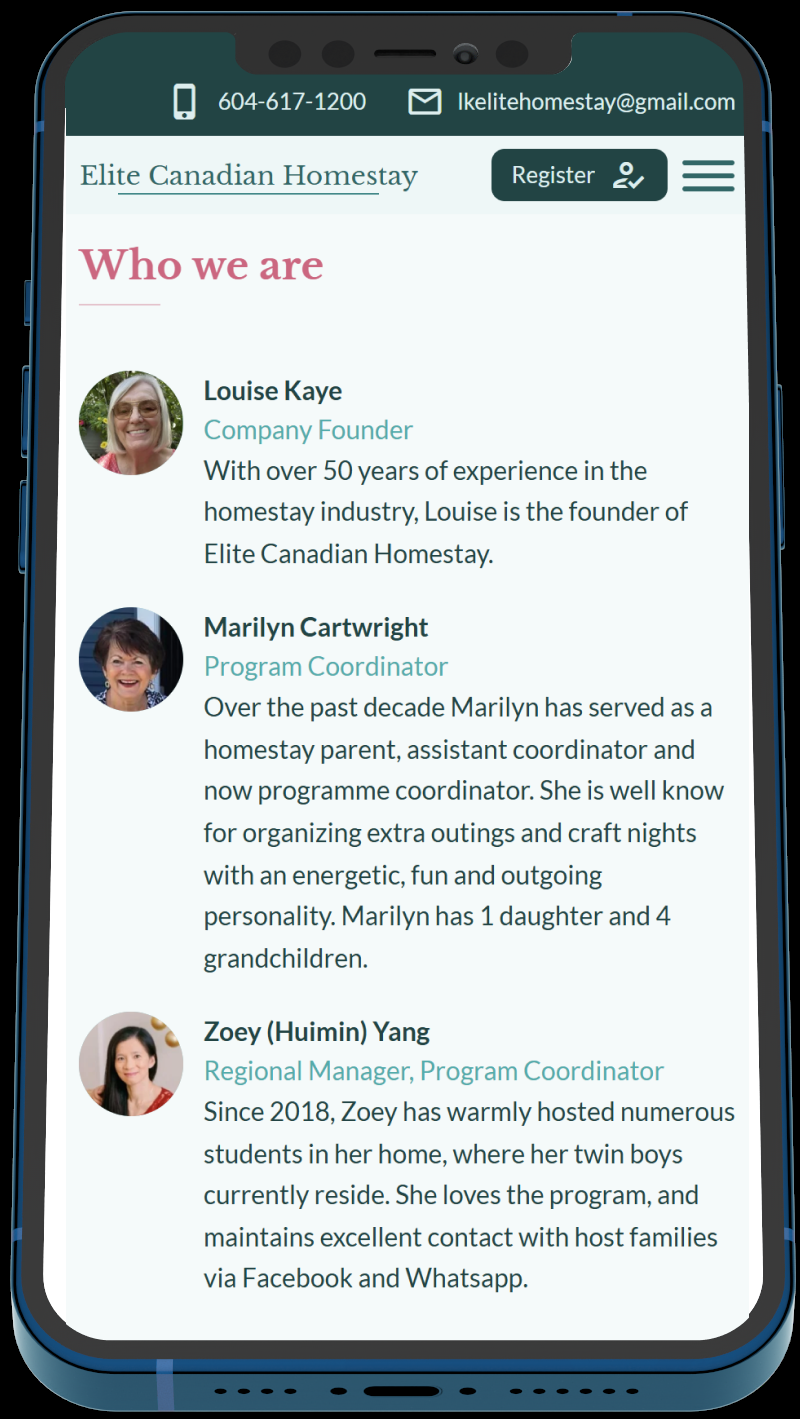 604-617-1200 lkelitehomestay@gmail.com
Elite Canadian Homestay Register
Who we are
Louise Kaye
Company Founder
With over 50 years of experience in the
homestay industry, Louise is the founder of
Elite Canadian Homestay.
Marilyn Cartwright
Program Coordinator
Over the past decade Marilyn has served as a
homestay parent, assistant coordinator and
now programme coordinator. She is well know
for organizing extra outings and craft nights
with an energetic, fun and outgoing
personality. Marilyn has 1 daughter and 4
grandchildren.
Zoey (Huimin) Yang
Regional Manager, Program Coordinator
Since 2018, Zoey has warmly hosted numerous
students in her home, where her twin boys
currently reside. She loves the program, and
maintains excellent contact with host families
via Facebook and Whatsapp.